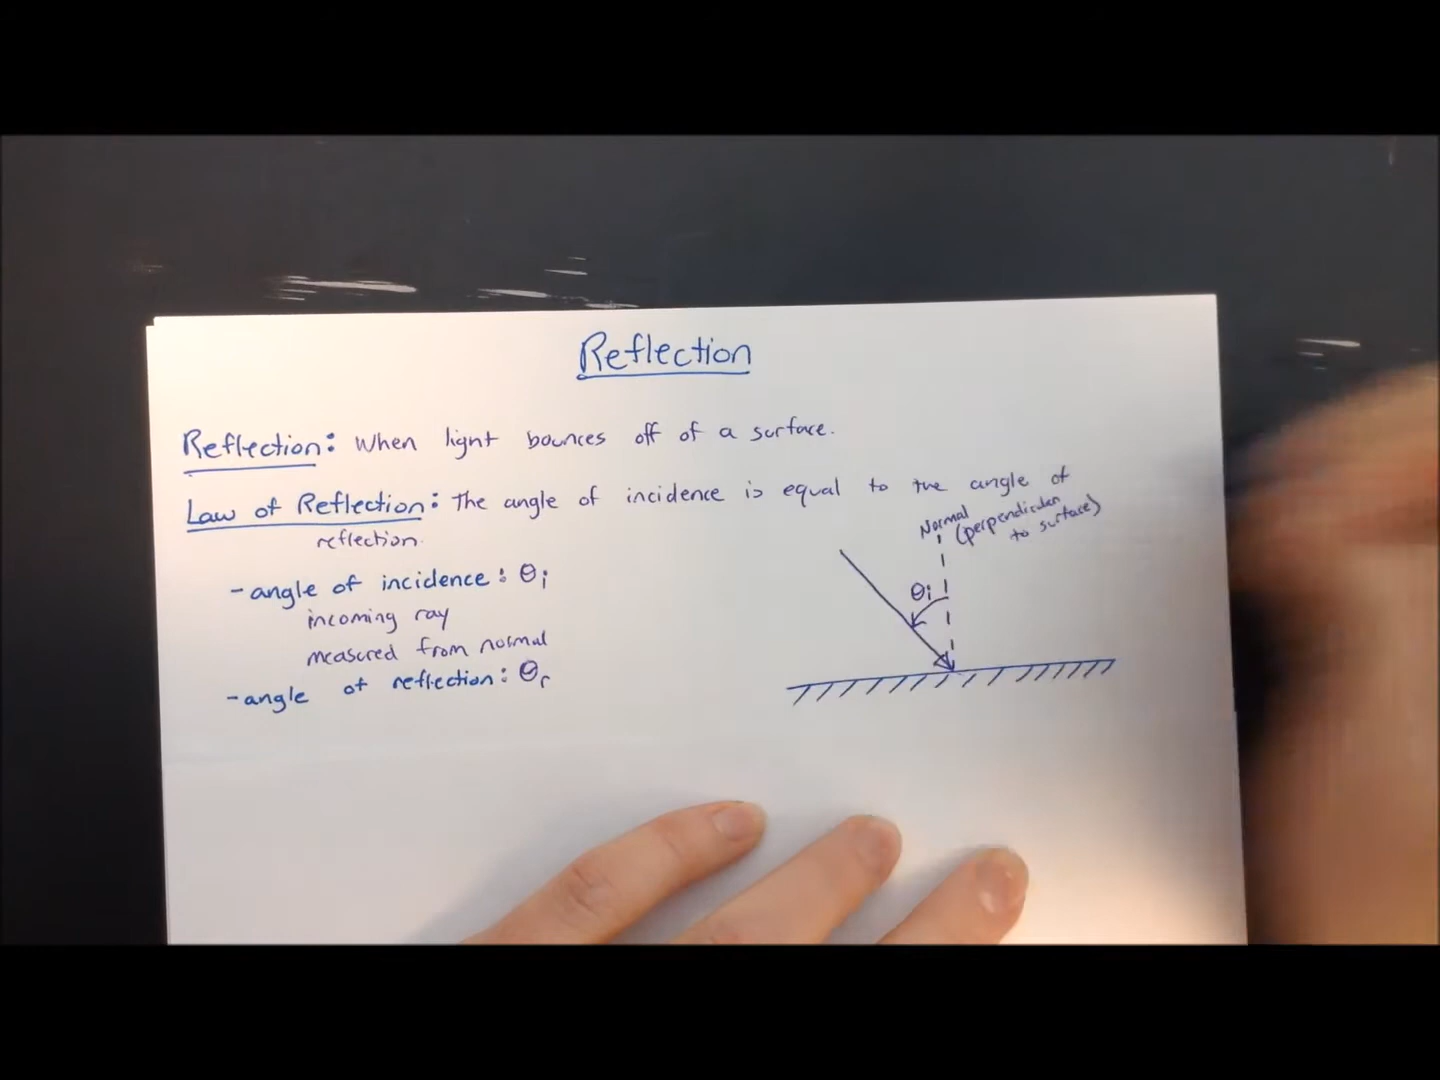 Reflection
Reflection: When light bounces off of a surface.
Law of Reflection: The angle of incidence is equal to the angle of
reflection.
- angle of incidence: θi
incoming ray
measured from normal
- angle of reflection: θr
Normal
(perpendicular
to surface)
θi